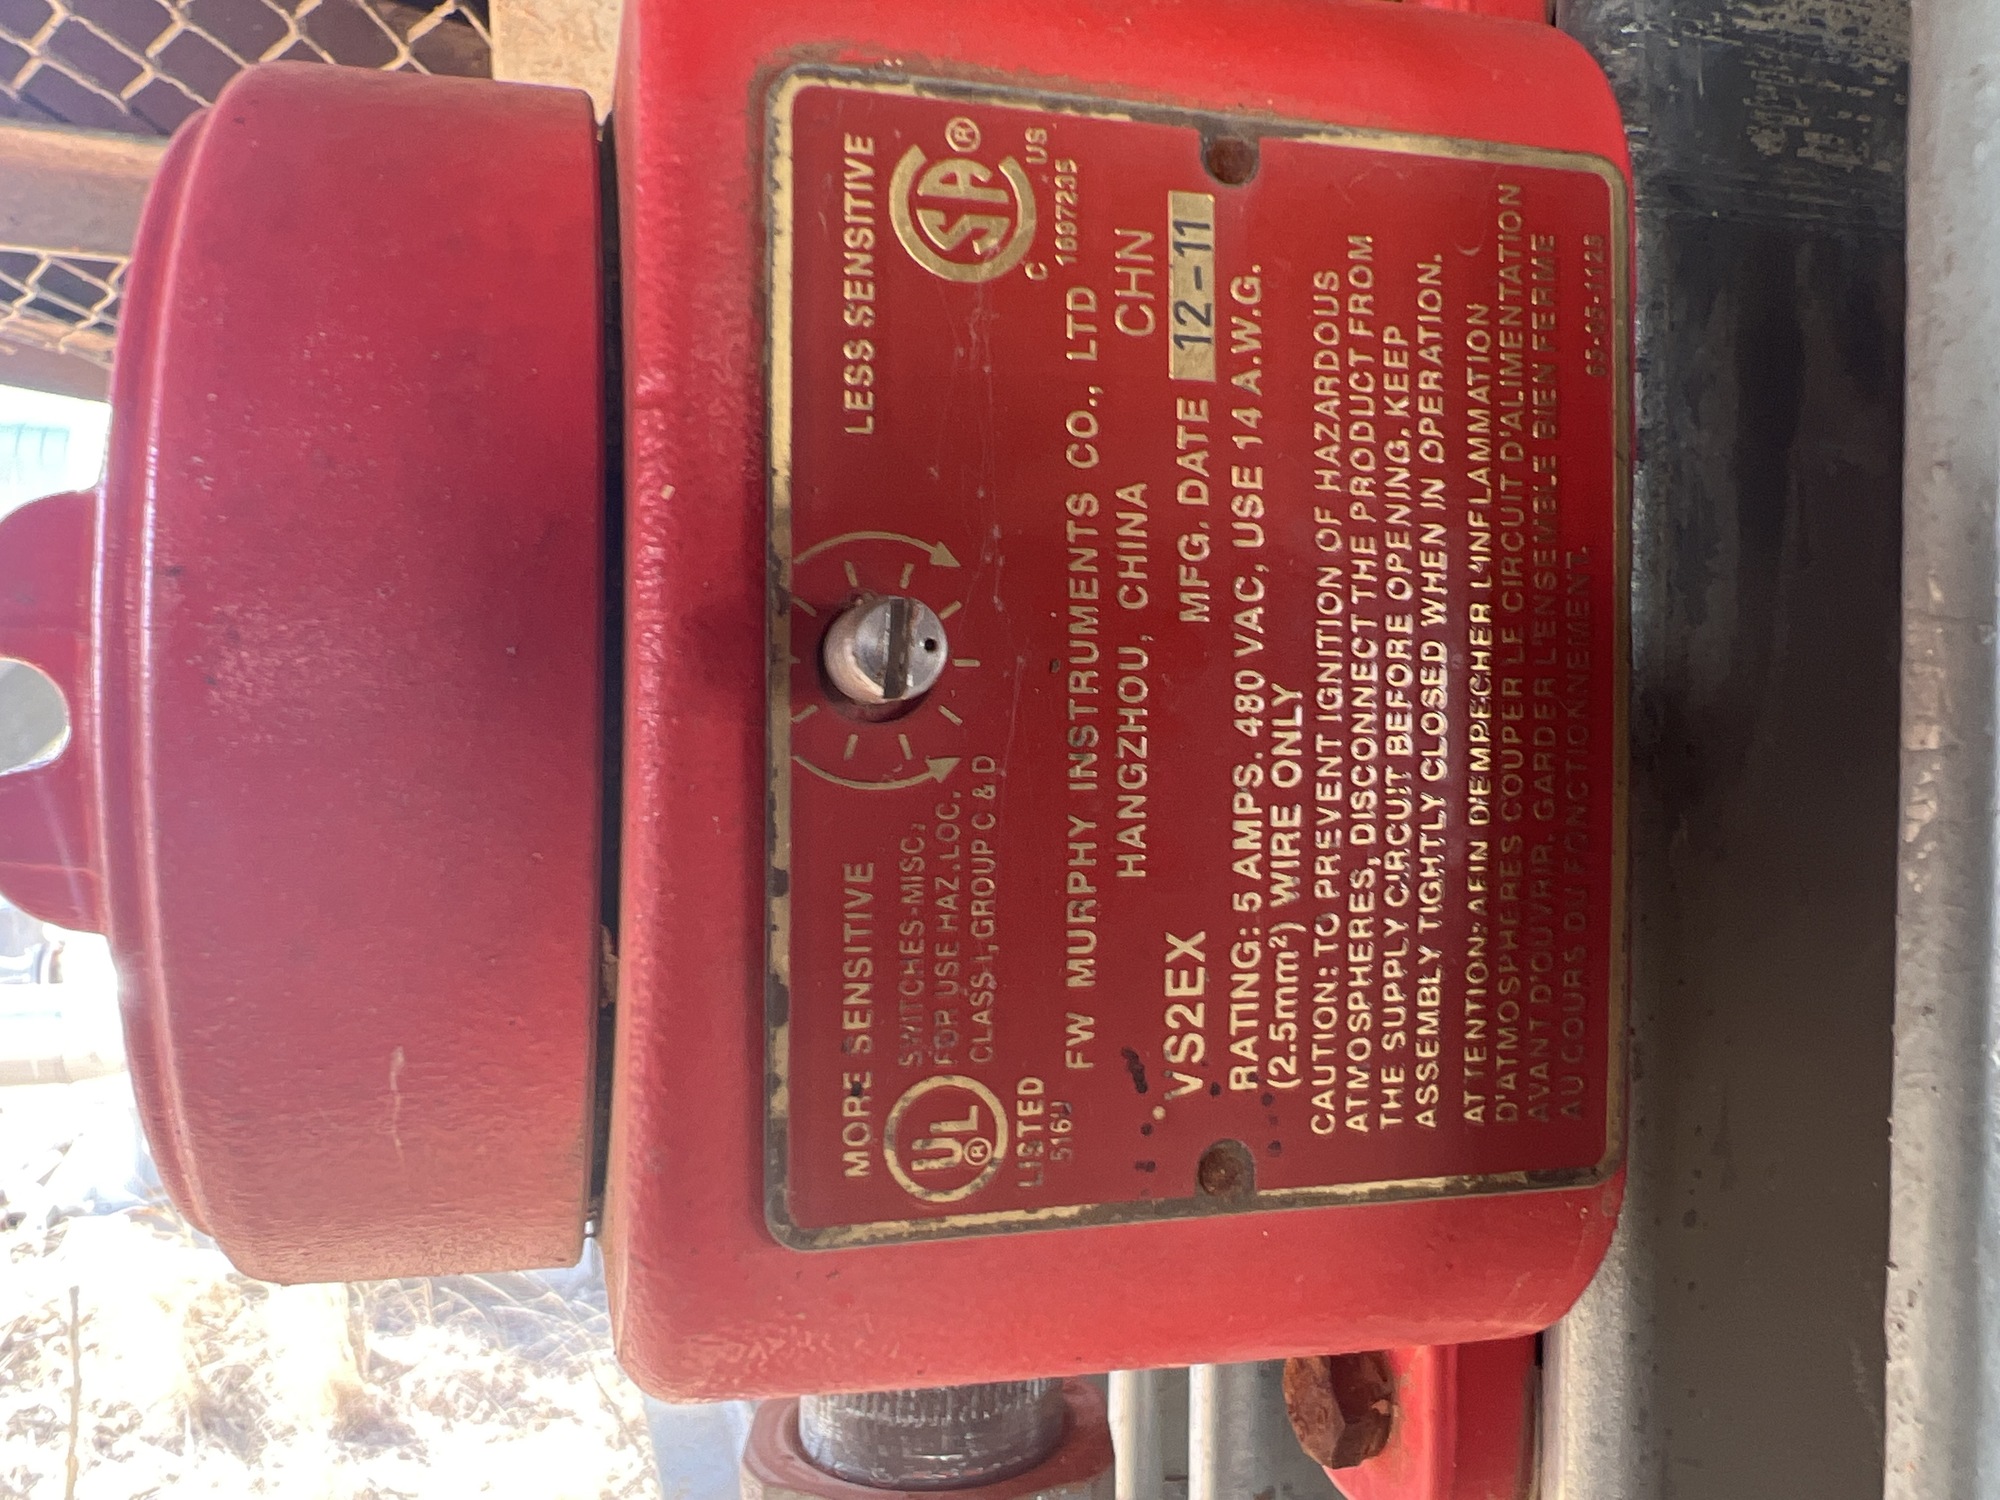 MORE SENSITIVE
LESS SENSITIVE
UL ®
LISTED
516U
SWITCHES-MISC,
FOR USE HAZ.LOC.
CLASS I, GROUP C & D
SA ®
C US
1697235
FW MURPHY INSTRUMENTS CO., LTD
HANGZHOU, CHINA CHN
VS2EX
MFG. DATE 12-11
RATING: 5 AMPS. 480 VAC, USE 14 A.W.G.
(2.5mm²) WIRE ONLY
CAUTION: TO PREVENT IGNITION OF HAZARDOUS
ATMOSPHERES, DISCONNECT THE PRODUCT FROM
THE SUPPLY CIRCUIT BEFORE OPENING, KEEP
ASSEMBLY TIGHTLY CLOSED WHEN IN OPERATION.
ATTENTION: AFIN D'EMPECHER L'INFLAMMATION
D'ATMOSPHERES COUPER LE CIRCUIT D'ALIMENTATION
AVANT D'OUVRIR, GARDER L'ENSEMBLE BIEN FERME
AU COURS DU FONCTIONNEMENT.